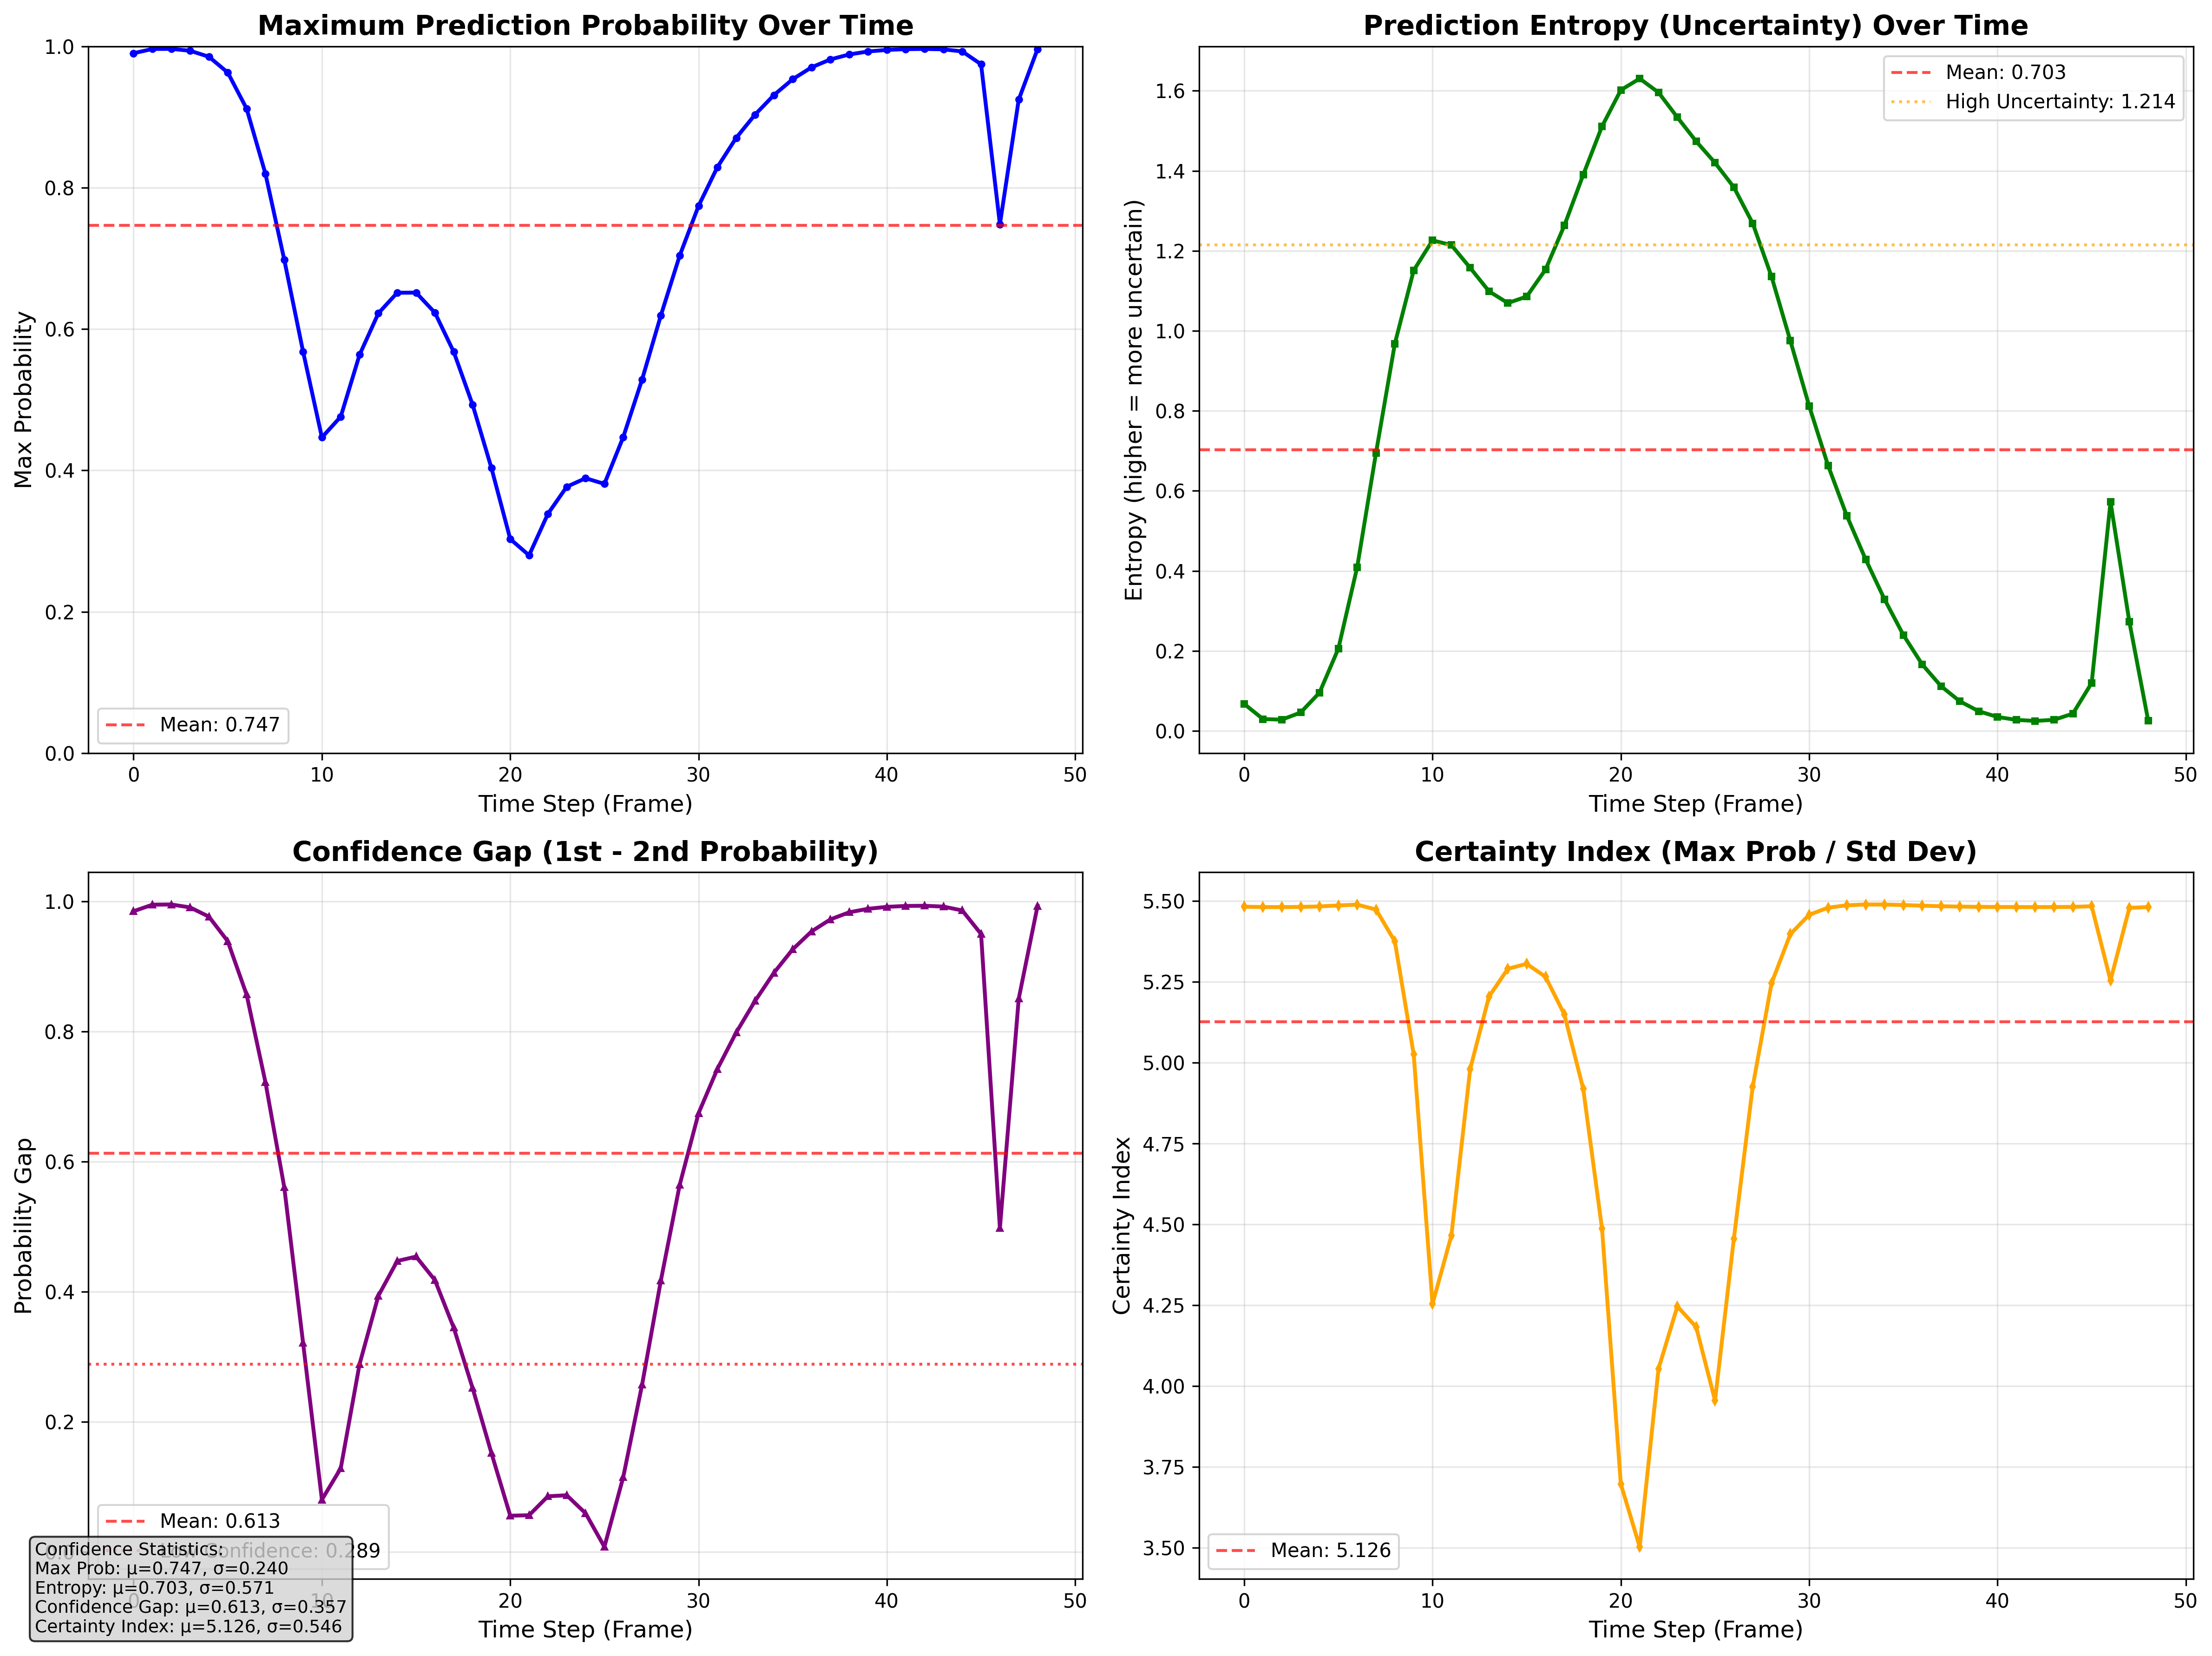 Maximum Prediction Probability Over Time
1.0
0.8
0.6
0.4
0.2
0.0
Max Probability
Mean: 0.747
0 10 20 30 40 50
Time Step (Frame)
Prediction Entropy (Uncertainty) Over Time
Mean: 0.703
High Uncertainty: 1.214
1.6
1.4
1.2
1.0
0.8
0.6
0.4
0.2
0.0
Entropy (higher = more uncertain)
0 10 20 30 40 50
Time Step (Frame)
Confidence Gap (1st - 2nd Probability)
1.0
0.8
0.6
0.4
0.2
0.0
Probability Gap
Mean: 0.613
Low Confidence: 0.289
0 10 20 30 40 50
Time Step (Frame)
Confidence Statistics:
Max Prob: μ=0.747, σ=0.240
Entropy: μ=0.703, σ=0.571
Confidence Gap: μ=0.613, σ=0.357
Certainty Index: μ=5.126, σ=0.546
Certainty Index (Max Prob / Std Dev)
5.50
5.25
5.00
4.75
4.50
4.25
4.00
3.75
3.50
Certainty Index
Mean: 5.126
0 10 20 30 40 50
Time Step (Frame)